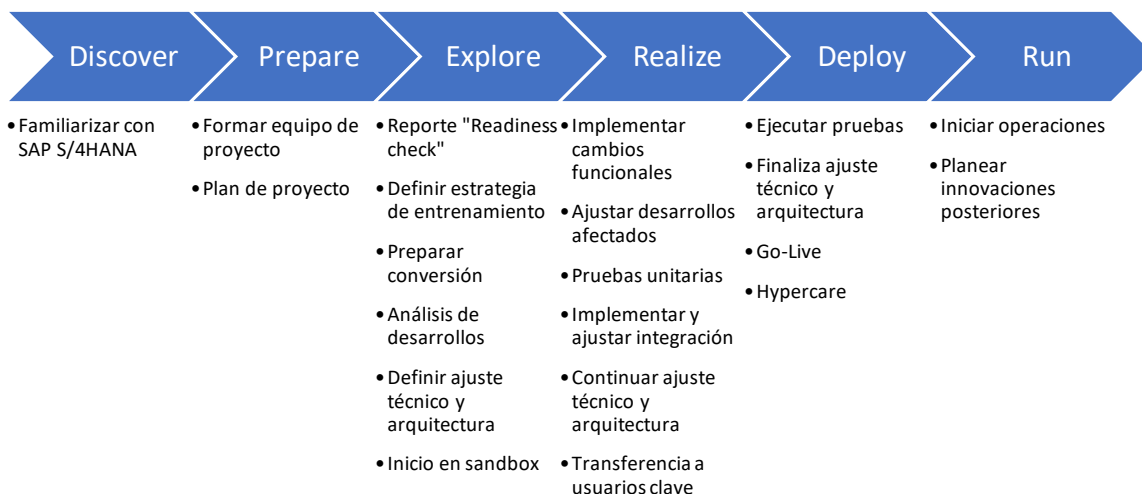 Discover
Prepare
Explore
Realize
Deploy
Run
•Familiarizar con
SAP S/4HANA
•Formar equipo de
proyecto
•Plan de proyecto
•Reporte "Readiness
check"
•Definir estrategia
de entrenamiento
•Preparar
conversión
•Análisis de
desarrollos
•Definir ajuste
técnico y
arquitectura
•Inicio en sandbox
•Implementar
cambios
funcionales
•Ajustar desarrollos
afectados
•Pruebas unitarias
•Implementar y
ajustar integración
•Continuar ajuste
técnico y
arquitectura
•Transferencia a
usuarios clave
•Ejecutar pruebas
•Finaliza ajuste
técnico y
arquitectura
•Go-Live
•Hypercare
•Iniciar operaciones
•Planear
innovaciones
posteriores